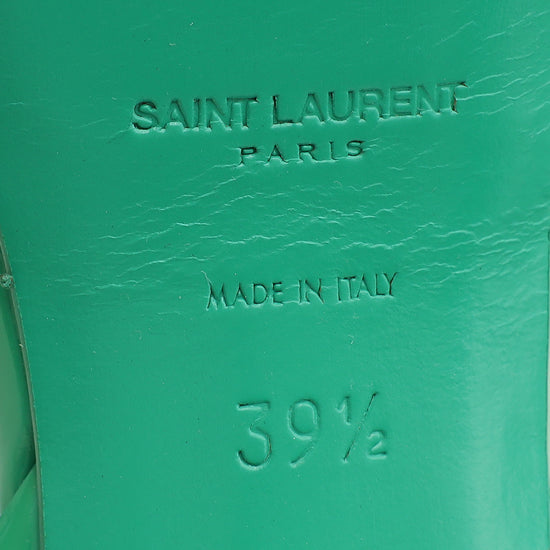 SAINT LAURENT
PARIS
MADE IN ITALY
39½